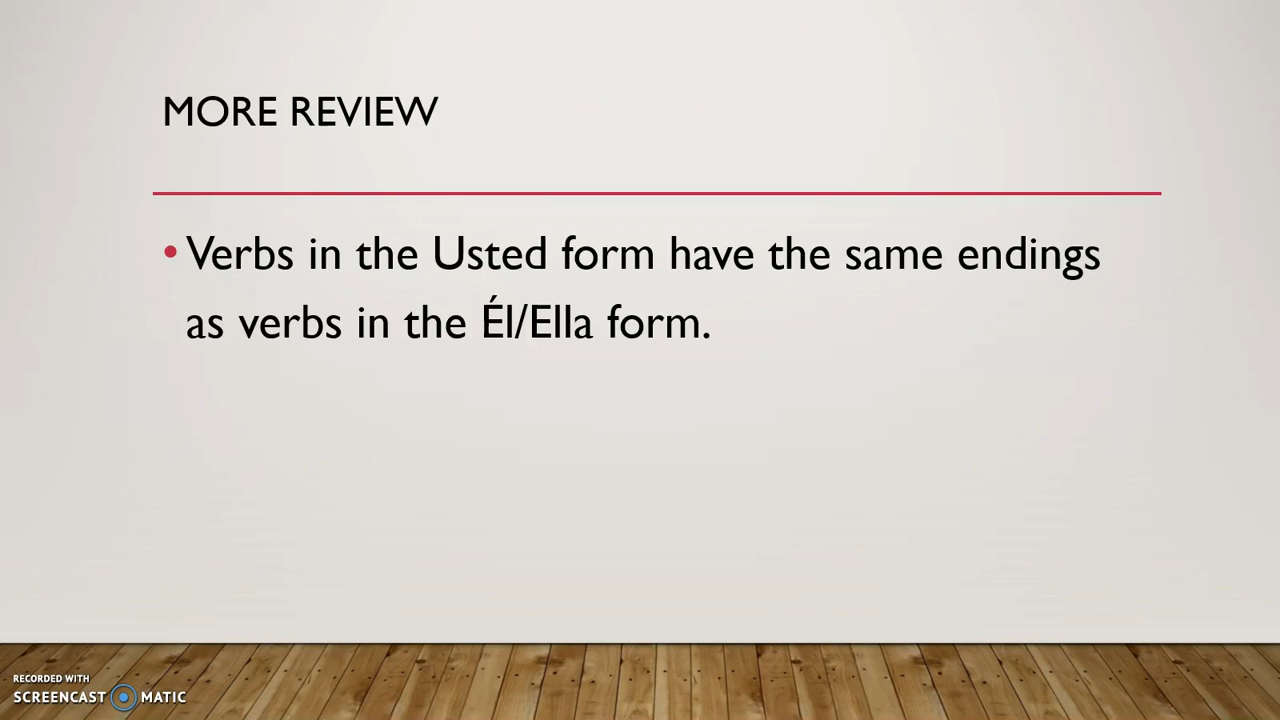 MORE REVIEW
• Verbs in the Usted form have the same endings
as verbs in the Él/Ella form.
RECORDED WITH
SCREENCAST MATIC